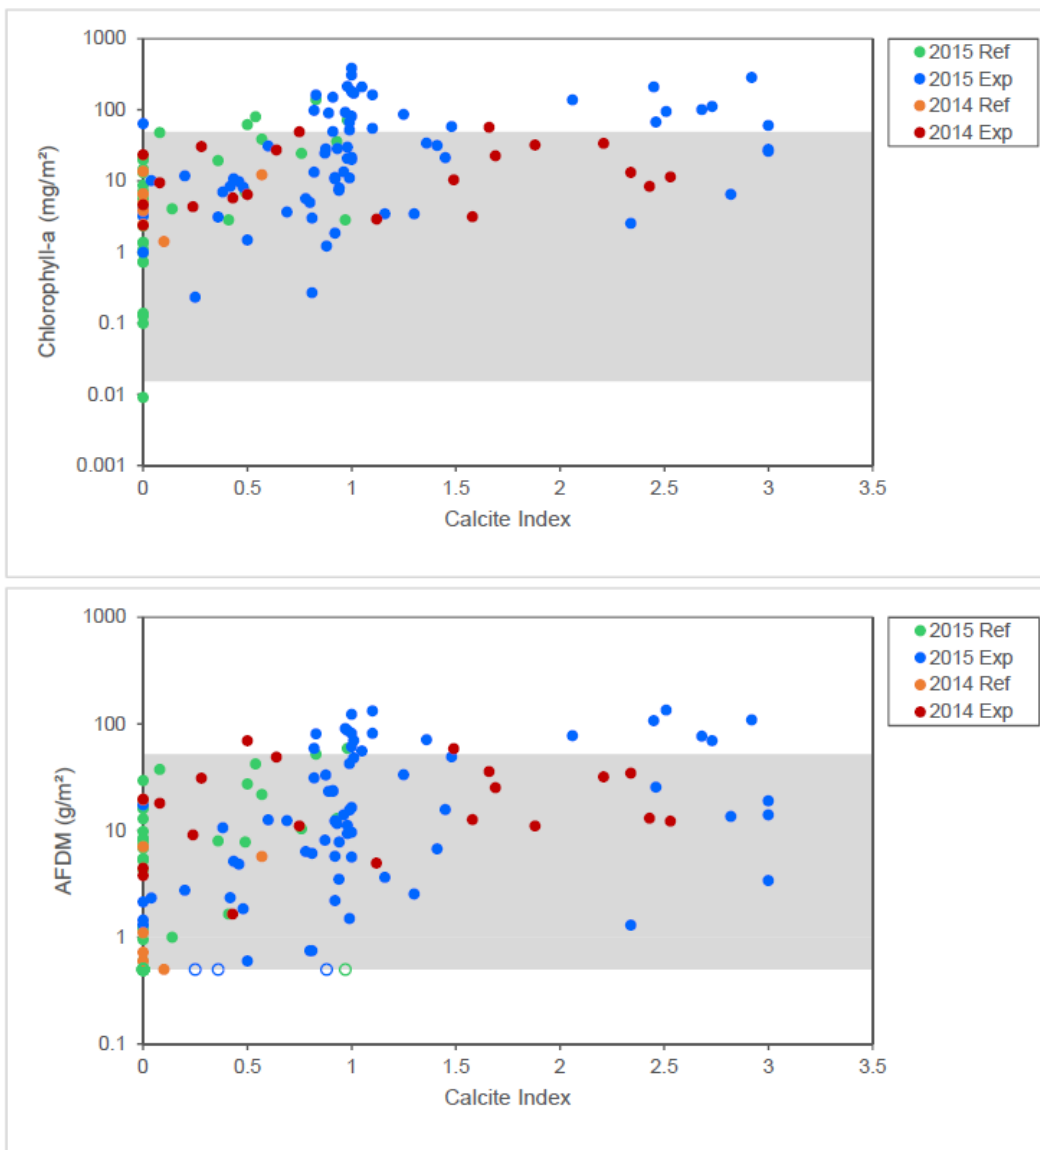 1000
100
10
1
0.1
0.01
0.001
Chlorophyll-a (mg/m²)
0 0.5 1 1.5 2 2.5 3 3.5
Calcite Index
2015 Ref
2015 Exp
2014 Ref
2014 Exp
1000
100
10
1
0.1
AFDM (g/m²)
0 0.5 1 1.5 2 2.5 3 3.5
Calcite Index
2015 Ref
2015 Exp
2014 Ref
2014 Exp